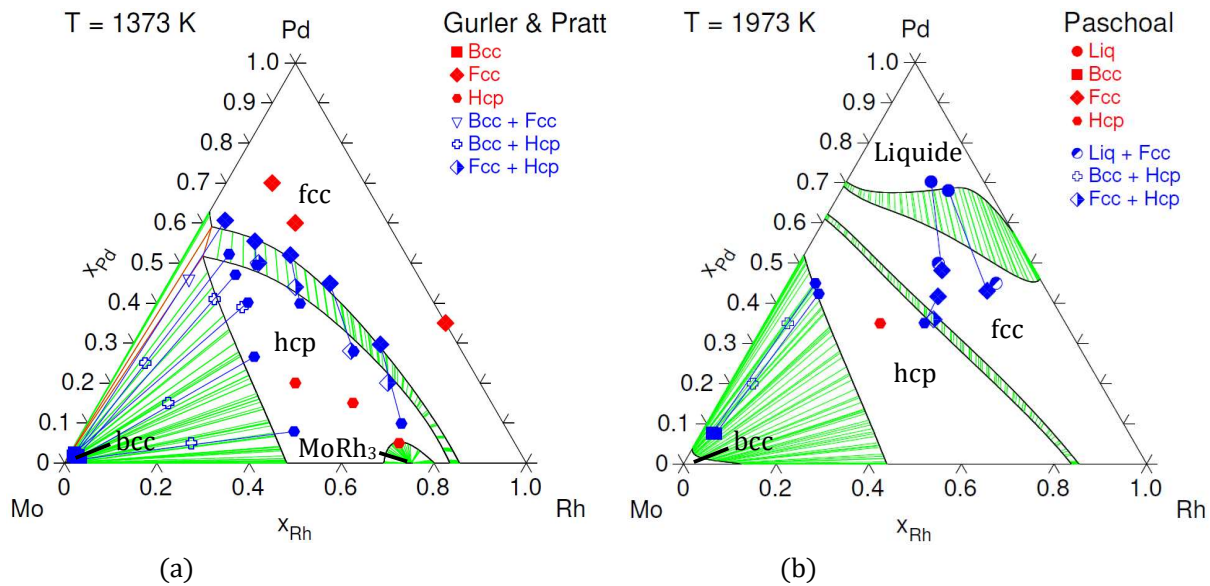 T = 1373 K
Gurler & Pratt
Bcc
Fcc
Hcp
Bcc + Fcc
Bcc + Hcp
Fcc + Hcp
Pd
1.0
0.9
0.8
0.7
0.6
0.5
0.4
0.3
0.2
0.1
0
xPd
fcc
hcp
bcc
MoRh3
0 0.2 0.4 0.6 0.8 1.0
Mo
xRh
Rh
(a)
T = 1973 K
Paschoal
Liq
Bcc
Fcc
Hcp
Liq + Fcc
Bcc + Hcp
Fcc + Hcp
Pd
1.0
0.9
0.8
0.7
0.6
0.5
0.4
0.3
0.2
0.1
0
xPd
Liquide
fcc
hcp
bcc
0 0.2 0.4 0.6 0.8 1.0
Mo
xRh
Rh
(b)